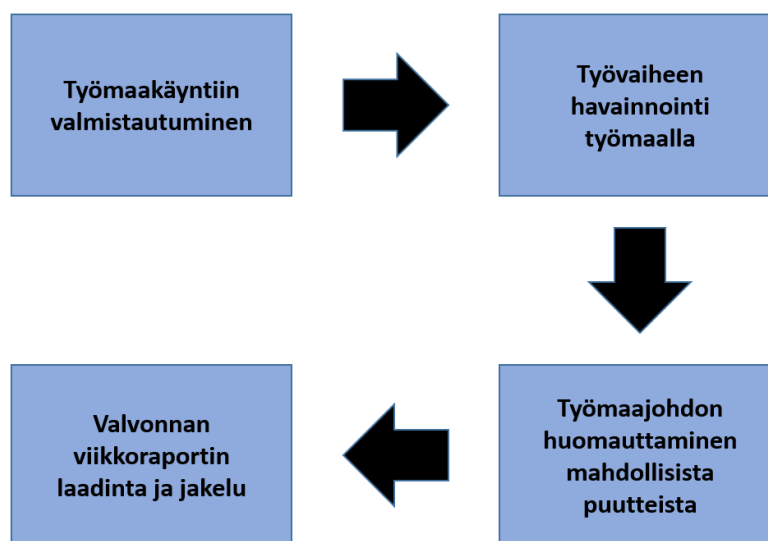 Työmaakäyntiin
valmistautuminen
Työvaiheen
havainnointi
työmaalla
Työmaajohdon
huomauttaminen
mahdollisista
puutteista
Valvonnan
viikkoraportin
laadinta ja jakelu